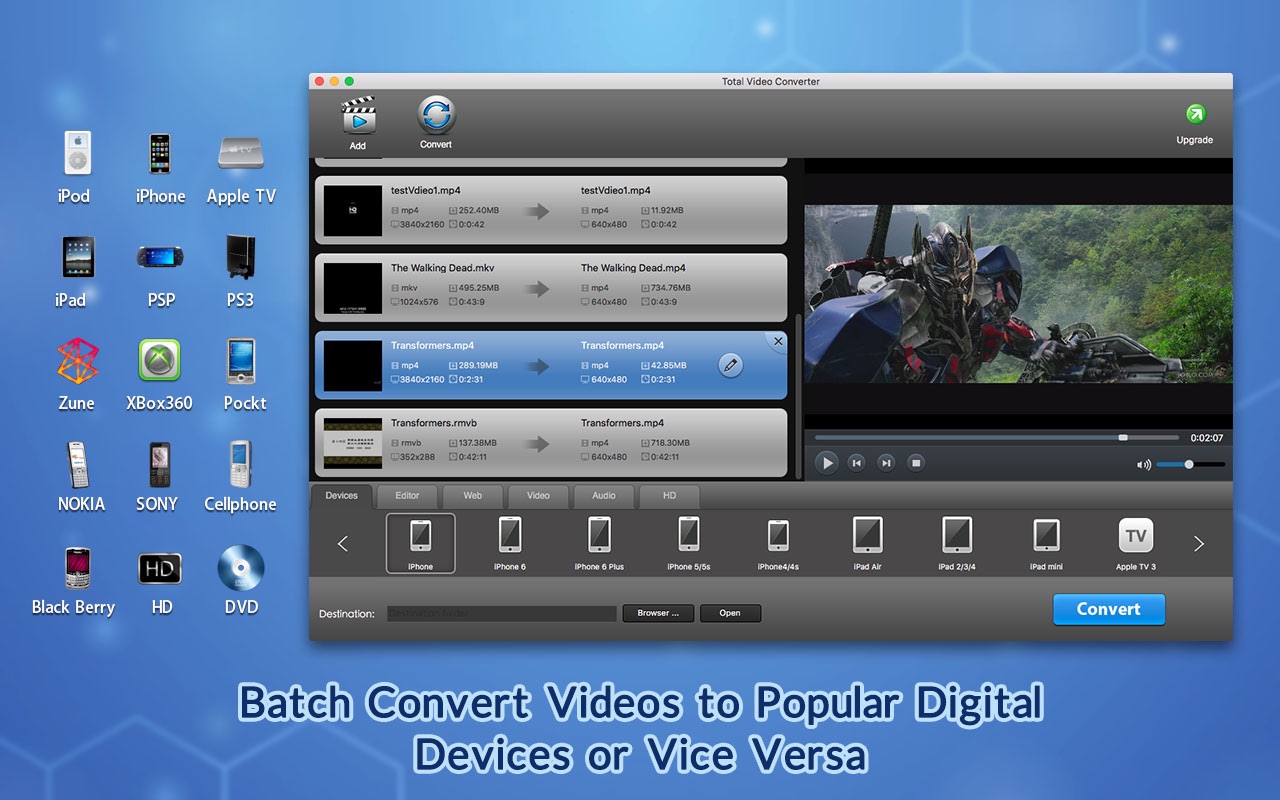 Total Video Converter
Add
Convert
Upgrade
iPod
iPhone
Apple TV
iPad
PSP
PS3
Zune
XBox360
Pockt
NOKIA
SONY
Cellphone
Black Berry
HD
HD
DVD
testVdieo1.mp4
testVdieo1.mp4
mp4
252.40MB
mp4
11.92MB
3840x2160
0:0:42
640x480
0:0:42
The Walking Dead.mkv
The Walking Dead.mp4
mkv
495.25MB
mp4
734.76MB
1024x576
0:43:9
640x480
0:43:9
Transformers.mp4
Transformers.mp4
mp4
289.19MB
mp4
42.85MB
3840x2160
0:2:31
640x480
0:2:31
Transformers.rmvb
Transformers.mp4
rmvb
137.38MB
mp4
718.30MB
352x288
0:42:11
640x480
0:42:11
0:02:07
Devices
Editor
Web
Video
Audio
HD
iPhone
iPhone 6
iPhone 6 Plus
iPhone 5/5s
iPhone4/4s
iPad Air
iPad 2/3/4
iPad mini
TV
Apple TV 3
Destination:
Destination folder
Browser ...
Open
Convert
Batch Convert Videos to Popular Digital
Devices or Vice Versa